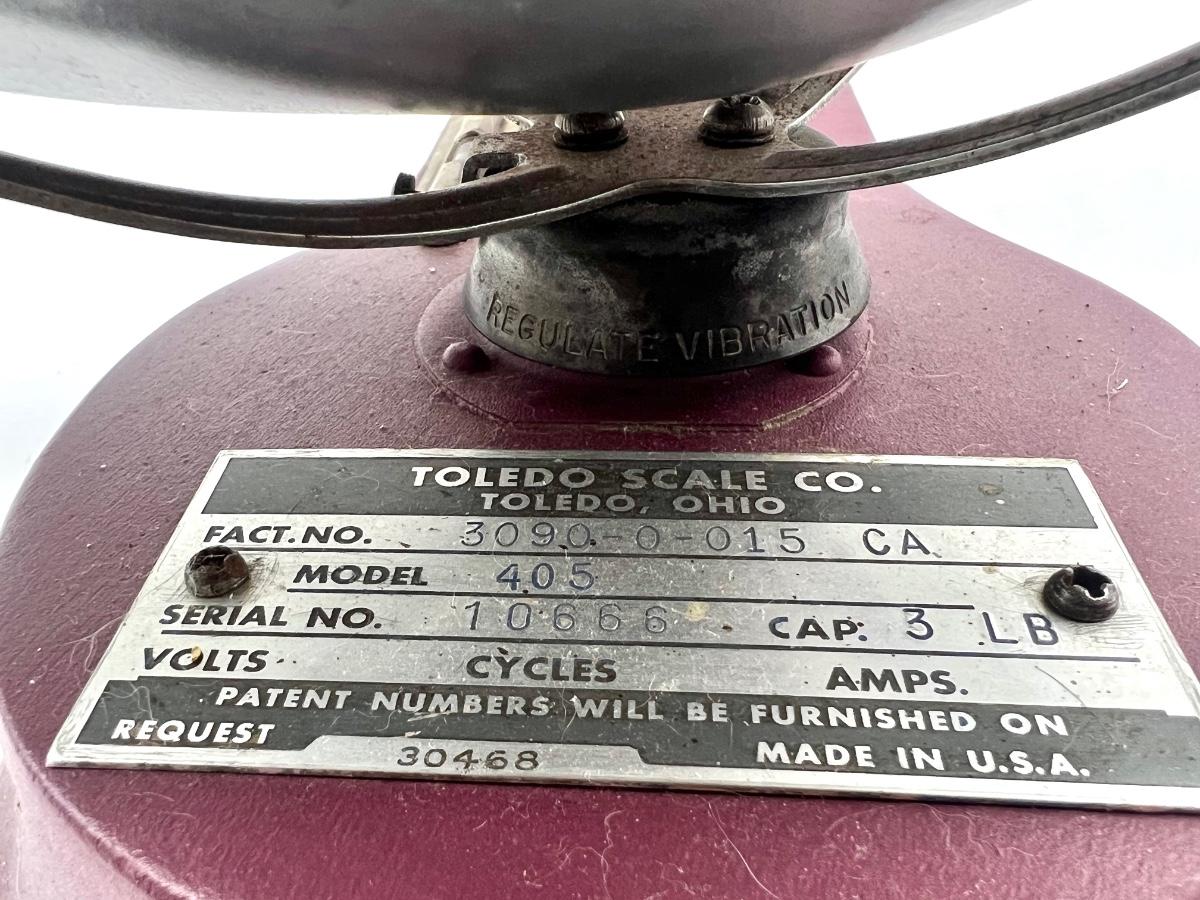 REGULATE VIBRATION
TOLEDO SCALE CO.
TOLEDO, OHIO
FACT. NO. 3090-0-015 CA
MODEL 405
SERIAL NO. 10666 CAP. 3 LB
VOLTS CYCLES AMPS.
PATENT NUMBERS WILL BE FURNISHED ON
REQUEST 30468 MADE IN U.S.A.